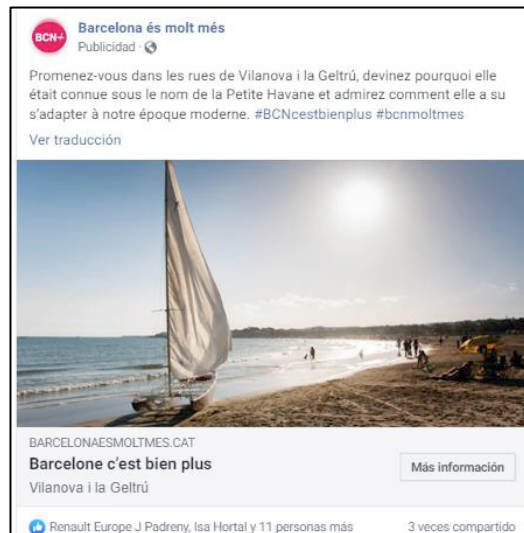 BCN+
Barcelona és molt més
Publicidad ·
Promenez-vous dans les rues de Vilanova i la Geltrú, devinez pourquoi elle
était connue sous le nom de la Petite Havane et admirez comment elle a su
s'adapter à notre époque moderne. #BCNcestbienplus #bcnmoltmes
Ver traducción
BARCELONAESMOLTMES.CAT
Barcelone c'est bien plus
Vilanova i la Geltrú
Más información
Renault Europe J Padreny, Isa Hortal y 11 personas más
3 veces compartido